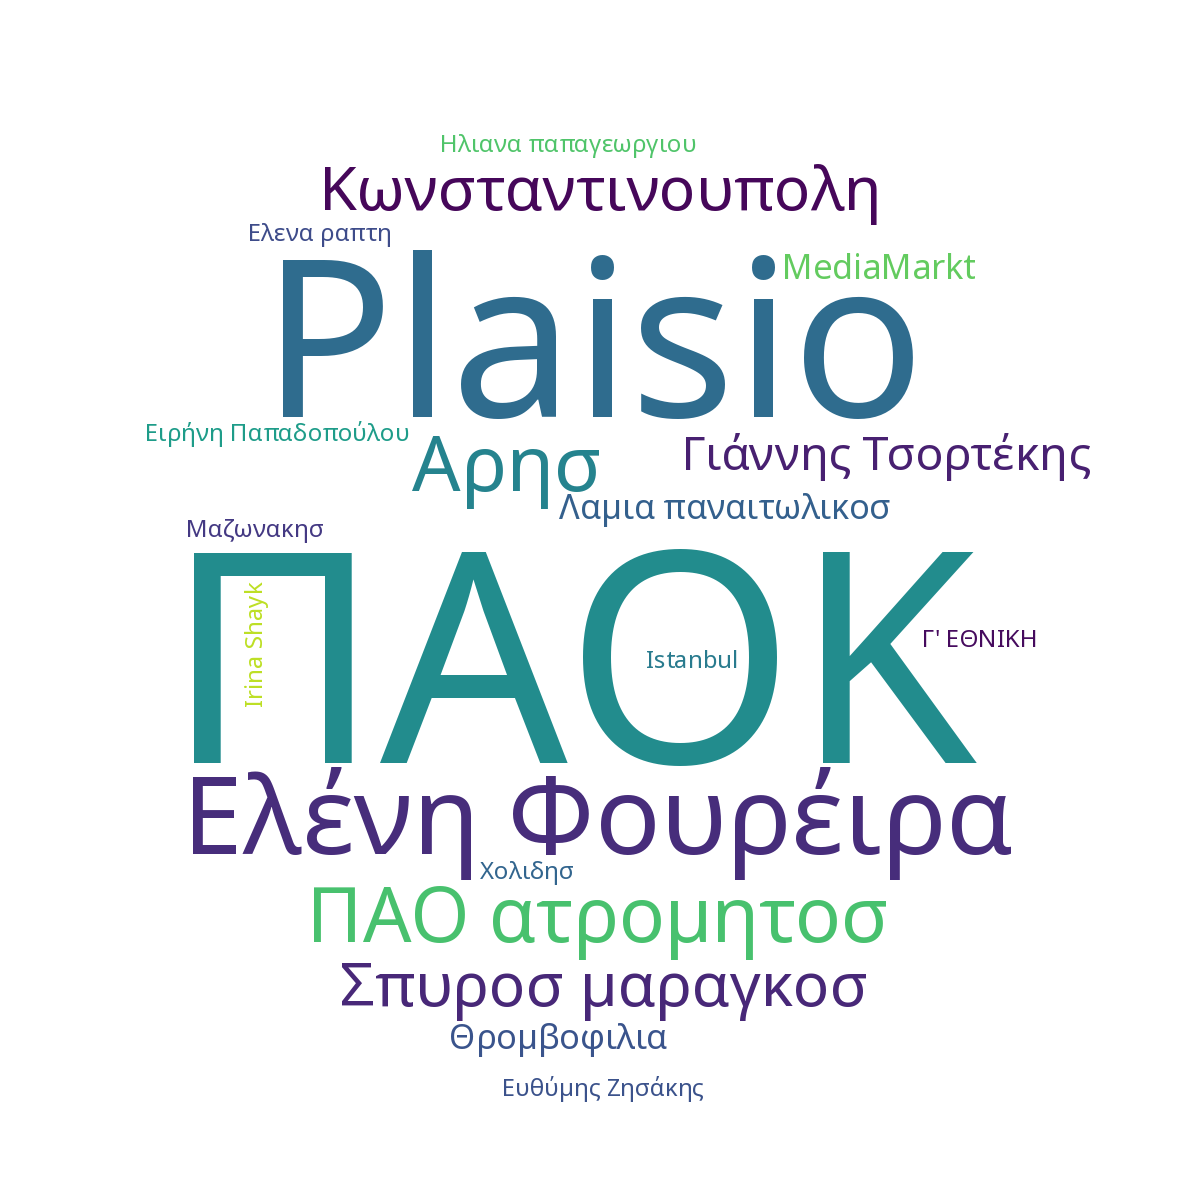 Ηλιανα παπαγεωργιου
Κωνσταντινουπολη
Ελενα ραπτη
MediaMarkt
Plaisio
Ειρήνη Παπαδοπούλου
Αρησ
Γιάννης Τσορτέκης
Λαμια παναιτωλικοσ
Μαζωνακησ
ΠΑΟΚ
Irina Shayk
Istanbul
Γ' ΕΘΝΙΚΗ
Ελένη Φουρέιρα
Χολιδησ
ΠΑΟ ατρομητοσ
Σπυροσ μαραγκοσ
Θρομβοφιλια
Ευθύμης Ζησάκης